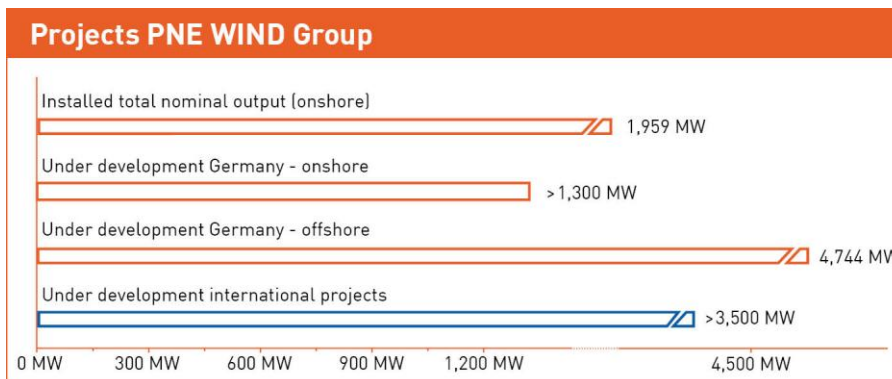 Projects PNE WIND Group
Installed total nominal output (onshore)
1,959 MW
Under development Germany - onshore
>1,300 MW
Under development Germany - offshore
4,744 MW
Under development international projects
>3,500 MW
0 MW 300 MW 600 MW 900 MW 1,200 MW 4,500 MW